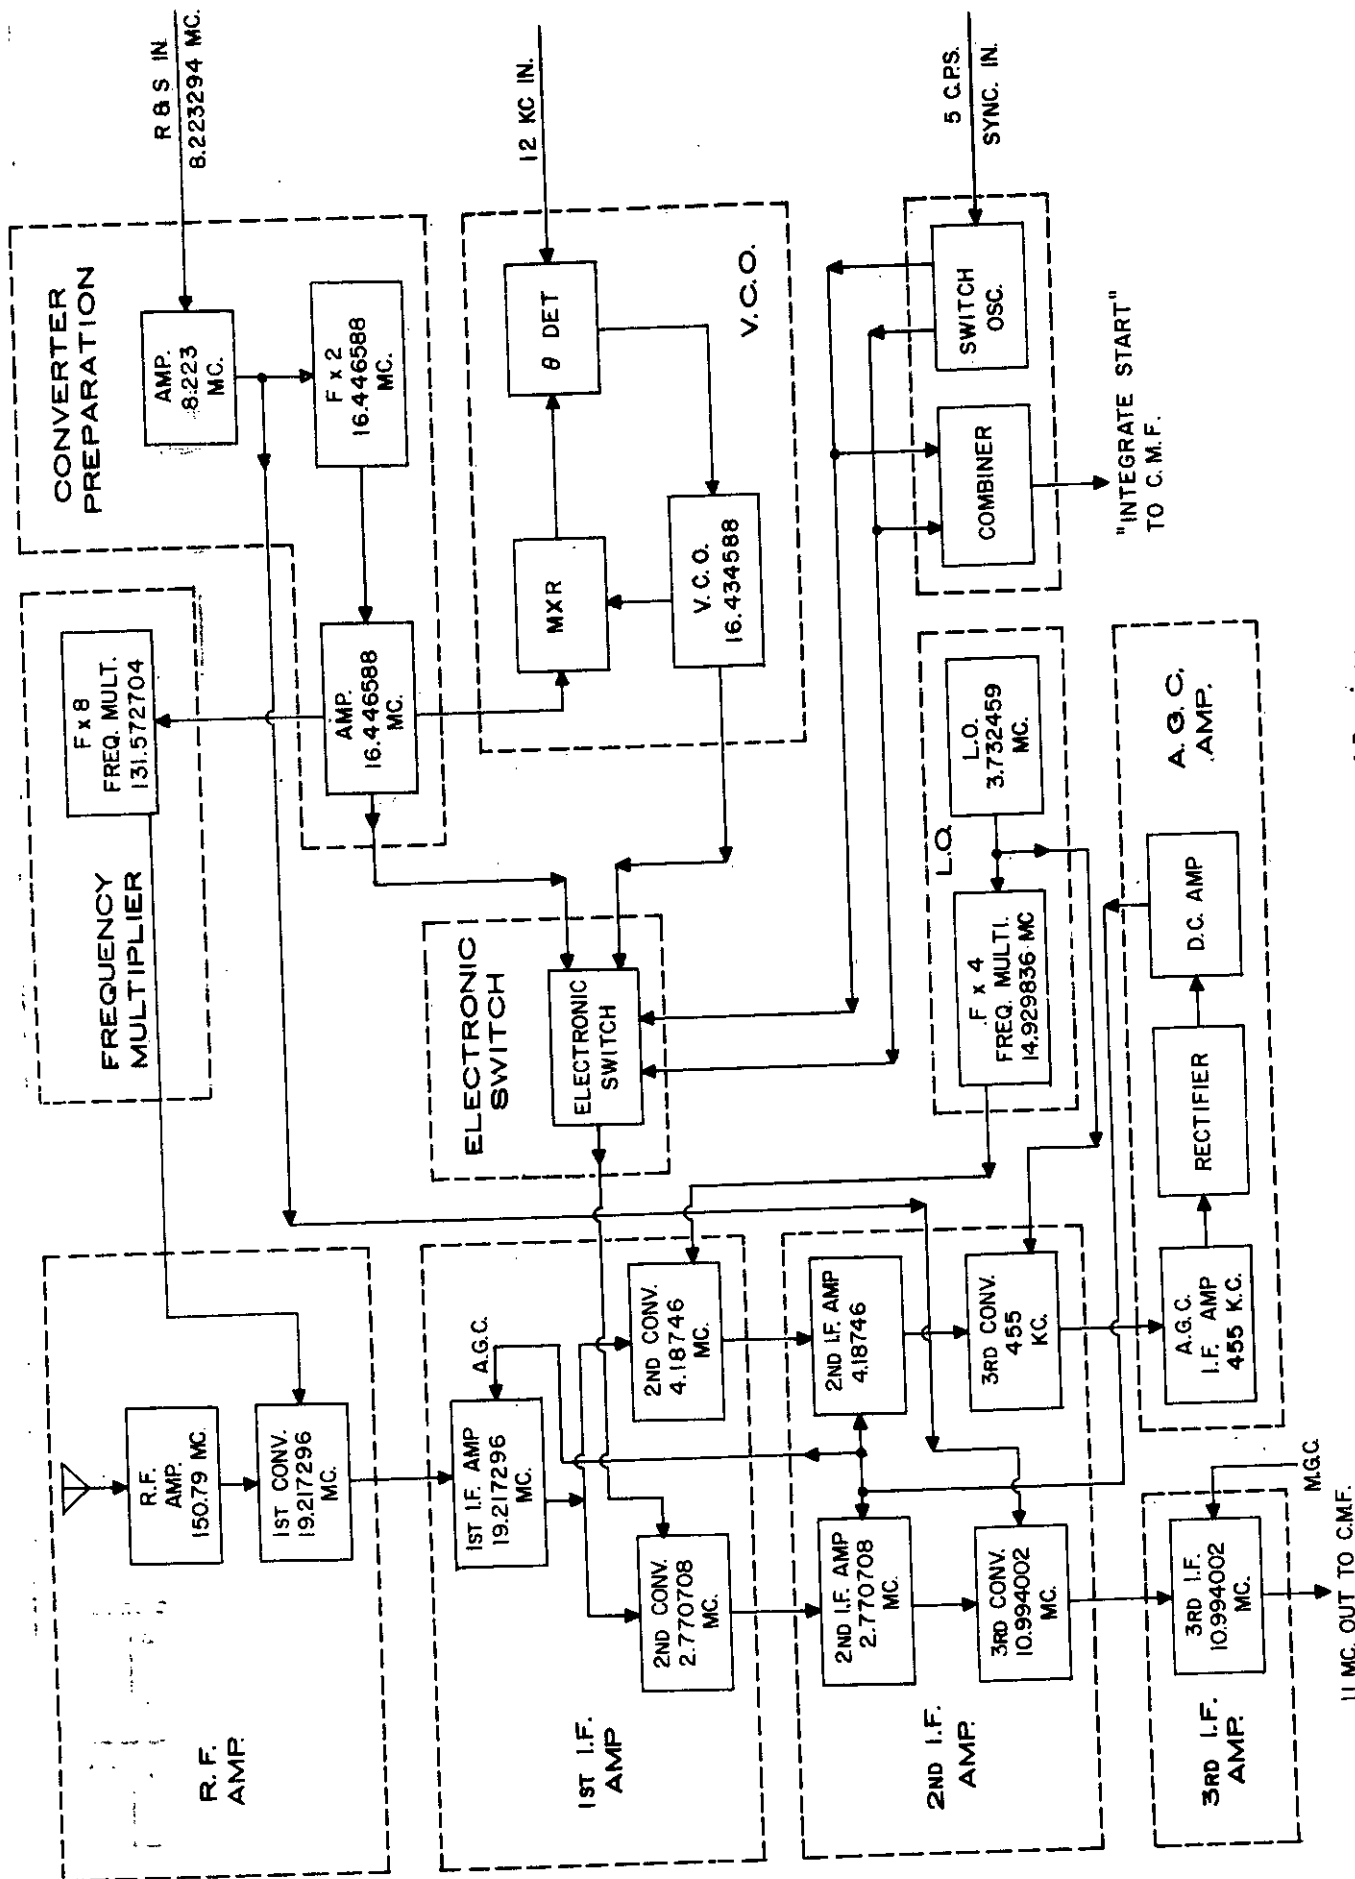 R & S IN
8.223294 MC.
CONVERTER
PREPARATION
AMP.
8.223
MC.
F x 2
16.446588
MC.
AMP.
16.446588
MC.
FREQUENCY
MULTIPLIER
F x 8
FREQ. MULT.
131.572704
12 KC IN.
V.C.O.
θ DET
MXR
V. C. O.
16.434588
ELECTRONIC
SWITCH
ELECTRONIC
SWITCH
5 C.P.S.
SYNC. IN.
SWITCH
OSC.
COMBINER
"INTEGRATE START"
TO C. M. F.
L.O.
L.O.
3.732459
MC.
F x 4
FREQ. MULTI.
14.929836 MC
A. G. C.
AMP.
D.C. AMP
RECTIFIER
A.G.C.
I.F. AMP
455 K.C.
R. F.
AMP.
R.F.
AMP.
150.79 MC.
1ST CONV.
19.217296
MC.
1ST I.F.
AMP
1ST I.F. AMP
19.217296
MC.
A.G.C.
2ND CONV.
4.18746
MC.
2ND CONV.
2.770708
MC.
2ND I.F.
AMP.
2ND I.F. AMP
4.18746
3RD CONV.
455
KC.
2ND I.F. AMP
2.770708
MC.
3RD CONV.
10.994002
MC.
3RD I.F.
AMP.
3RD I.F.
10.994002
MC.
M.G.C.
11 MC. OUT TO C.M.F.